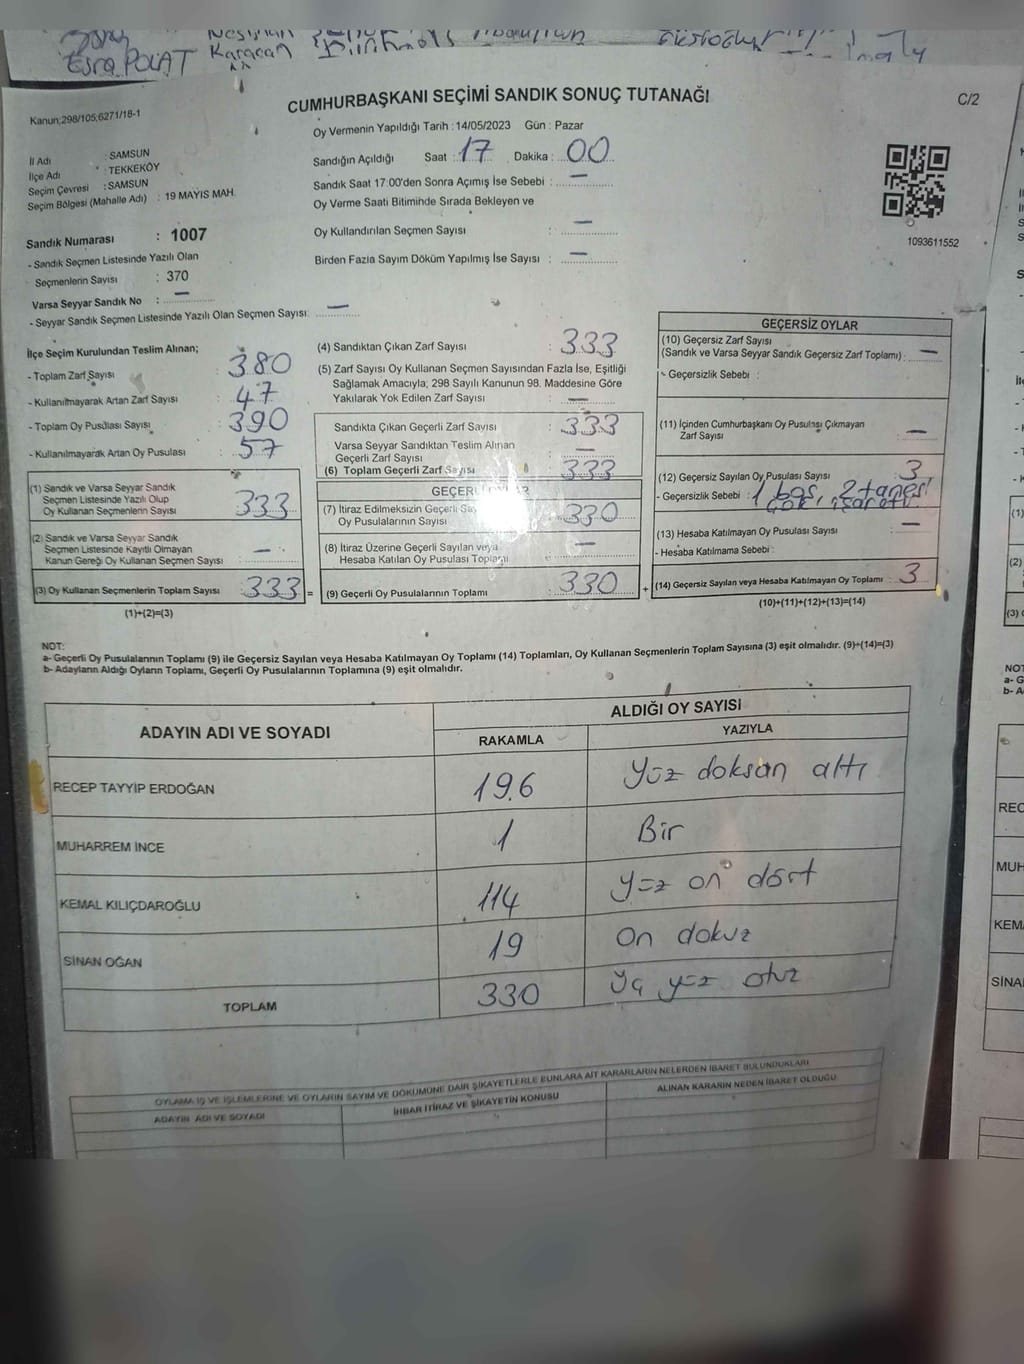 Esra POLAT
Karaçan
CUMHURBAŞKANI SEÇİMİ SANDIK SONUÇ TUTANAĞI
C/2
Kanun;298/105;6271/18-1
Oy Vermenin Yapıldığı Tarih : 14/05/2023 Gün : Pazar
İl Adı : SAMSUN
İlçe Adı : TEKKEKÖY
Seçim Çevresi : SAMSUN
Seçim Bölgesi (Mahalle Adı) : 19 MAYIS MAH.
Sandığın Açıldığı Saat : 17 Dakika : 00
Sandık Saat 17:00'den Sonra Açımış İse Sebebi : —
Oy Verme Saati Bitiminde Sırada Bekleyen ve
Oy Kullandırılan Seçmen Sayısı : —
Birden Fazla Sayım Döküm Yapılmış İse Sayısı : —
1093611552
Sandık Numarası : 1007
- Sandık Seçmen Listesinde Yazılı Olan
Seçmenlerin Sayısı : 370
Varsa Seyyar Sandık No : —
- Seyyar Sandık Seçmen Listesinde Yazılı Olan Seçmen Sayısı: —
İlçe Seçim Kurulundan Teslim Alınan;
- Toplam Zarf Sayısı : 380
- Kullanılmayarak Artan Zarf Sayısı : 47
- Toplam Oy Pusulası Sayısı : 390
- Kullanılmayarak Artan Oy Pusulası : 57
(1) Sandık ve Varsa Seyyar Sandık
Seçmen Listesinde Yazılı Olup
Oy Kullanan Seçmenlerin Sayısı 333
(2) Sandık ve Varsa Seyyar Sandık
Seçmen Listesinde Kayıtlı Olmayan
Kanun Gereği Oy Kullanan Seçmen Sayısı : —
(3) Oy Kullanan Seçmenlerin Toplam Sayısı : 333 =
(1)+(2)=(3)
(4) Sandıktan Çıkan Zarf Sayısı : 333
(5) Zarf Sayısı Oy Kullanan Seçmen Sayısından Fazla İse, Eşitliği
Sağlamak Amacıyla; 298 Sayılı Kanunun 98. Maddesine Göre
Yakılarak Yok Edilen Zarf Sayısı : —
Sandıkta Çıkan Geçerli Zarf Sayısı : 333
Varsa Seyyar Sandıktan Teslim Alınan
Geçerli Zarf Sayısı : —
(6) Toplam Geçerli Zarf Sayısı : 333
GEÇERLİ
(7) İtiraz Edilmeksizin Geçerli
Oy Pusulalarının Sayısı : 330
(8) İtiraz Üzerine Geçerli Sayılan veya
Hesaba Katılan Oy Pusulası Toplamı : —
(9) Geçerli Oy Pusulalarının Toplamı : 330 +
GEÇERSİZ OYLAR
(10) Geçersiz Zarf Sayısı
(Sandık ve Varsa Seyyar Sandık Geçersiz Zarf Toplamı) : —
- Geçersizlik Sebebi :
(11) İçinden Cumhurbaşkanı Oy Pusulası Çıkmayan
Zarf Sayısı : —
(12) Geçersiz Sayılan Oy Pusulası Sayısı : 3
- Geçersizlik Sebebi : 1 boş, 2 tanesi
çok
(13) Hesaba Katılmayan Oy Pusulası Sayısı : —
- Hesaba Katılmama Sebebi :
(14) Geçersiz Sayılan veya Hesaba Katılmayan Oy Toplamı : 3
(10)+(11)+(12)+(13)=(14)
NOT:
a- Geçerli Oy Pusulalarının Toplamı (9) ile Geçersiz Sayılan veya Hesaba Katılmayan Oy Toplamı (14) Toplamları, Oy Kullanan Seçmenlerin Toplam Sayısına (3) eşit olmalıdır. (9)+(14)=(3)
b- Adayların Aldığı Oyların Toplamı, Geçerli Oy Pusulalarının Toplamına (9) eşit olmalıdır.
ADAYIN ADI VE SOYADI
ALDIĞI OY SAYISI
RAKAMLA YAZIYLA
RECEP TAYYİP ERDOĞAN 196 Yüz doksan altı
MUHARREM İNCE 1 Bir
KEMAL KILIÇDAROĞLU 114 Yüz on dört
SİNAN OĞAN 19 On dokuz
TOPLAM 330 Üç yüz otuz
OYLAMA İŞ VE İŞLEMLERİNE VE OYLARIN SAYIM VE DÖKÜMÜNE DAİR ŞİKAYETLERLE BUNLARA AİT KARARLARIN NELERDEN İBARET BULUNDUKLARI
ADAYIN ADI VE SOYADI
İHBAR İTİRAZ VE ŞİKAYETİN KONUSU
ALINAN KARARIN NEDEN İBARET OLDUĞU